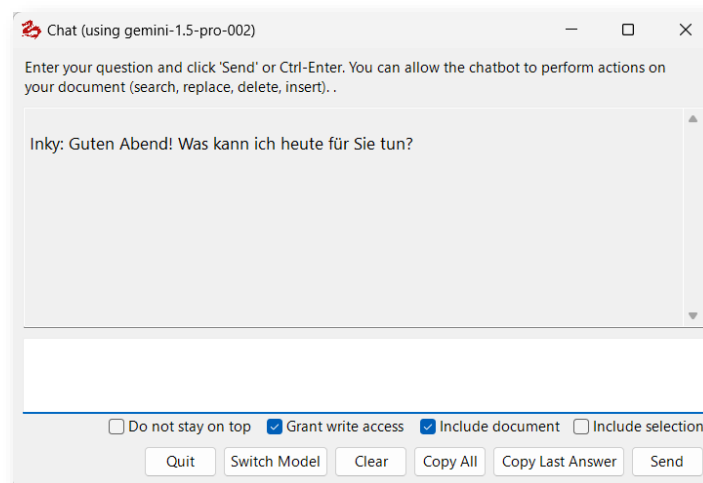 Chat (using gemini-1.5-pro-002)
Enter your question and click 'Send' or Ctrl-Enter. You can allow the chatbot to perform actions on
your document (search, replace, delete, insert). .
Inky: Guten Abend! Was kann ich heute für Sie tun?
Do not stay on top Grant write access Include document Include selection
Quit Switch Model Clear Copy All Copy Last Answer Send